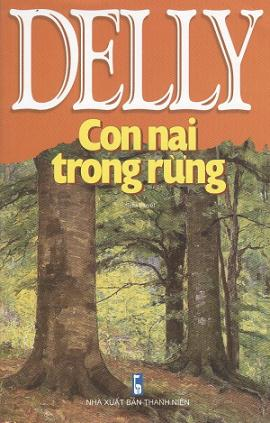 DELLY
Con nai
trong rừng
NHÀ XUẤT BẢN THANH NIÊN